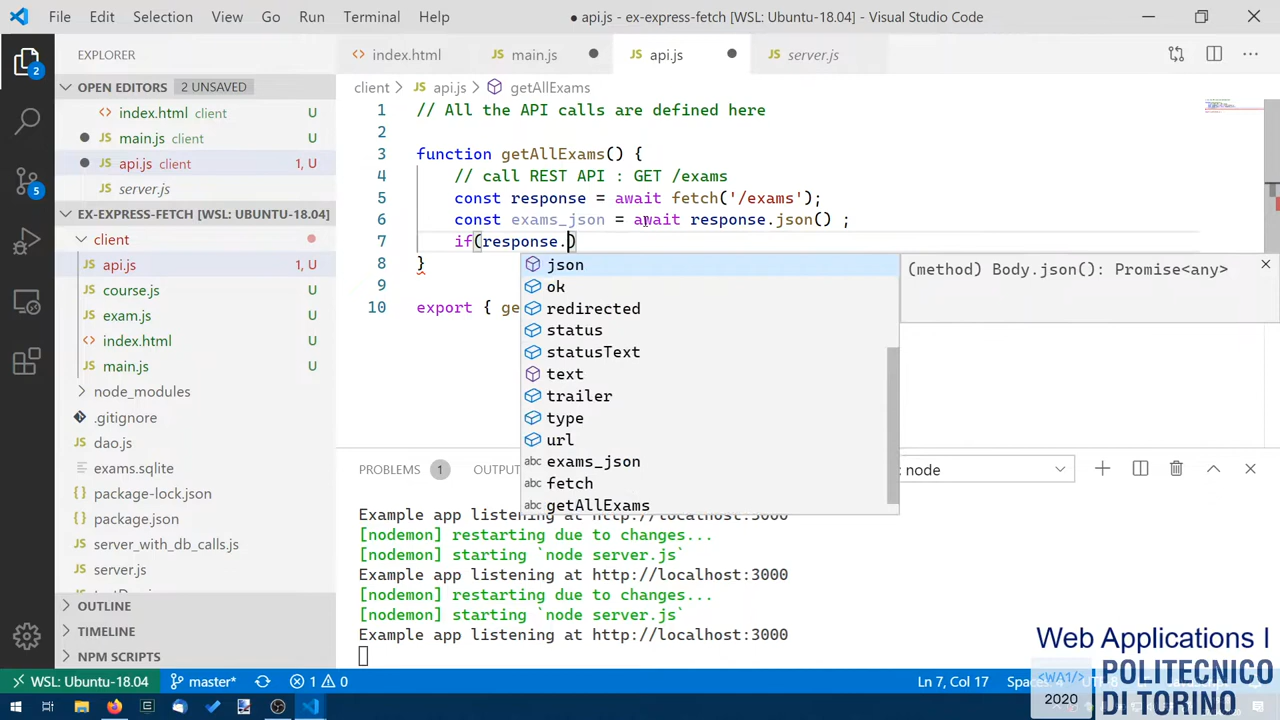 File Edit Selection View Go Run Terminal Help
● api.js - ex-express-fetch [WSL: Ubuntu-18.04] - Visual Studio Code
EXPLORER
OPEN EDITORS 2 UNSAVED
index.html client
main.js client
api.js client 1, U
server.js
EX-EXPRESS-FETCH [WSL: UBUNTU-18.04]
client
api.js 1, U
course.js U
exam.js U
index.html U
main.js U
node_modules
.gitignore
dao.js
exams.sqlite
package-lock.json
package.json
server_with_db_calls.js
server.js
OUTLINE
TIMELINE
NPM SCRIPTS
2
5
index.html main.js api.js server.js
client > JS api.js > getAllExams
1 // All the API calls are defined here
2
3 function getAllExams() {
4 // call REST API : GET /exams
5 const response = await fetch('/exams');
6 const exams_json = await response.json() ;
7 if(response.)
8 }
9
10 export { ge
json
ok
redirected
status
statusText
text
trailer
type
url
abc exams_json
abc fetch
abc getAllExams
(method) Body.json(): Promise<any>
PROBLEMS 1 OUTPUT
: node
Example app listening at http://localhost:3000
[nodemon] restarting due to changes...
[nodemon] starting `node server.js`
Example app listening at http://localhost:3000
[nodemon] restarting due to changes...
[nodemon] starting `node server.js`
Example app listening at http://localhost:3000
WSL: Ubuntu-18.04 master* 1 0
Ln 7, Col 17
Web Applications I
<WA1/>
2020
POLITECNICO
DI TORINO